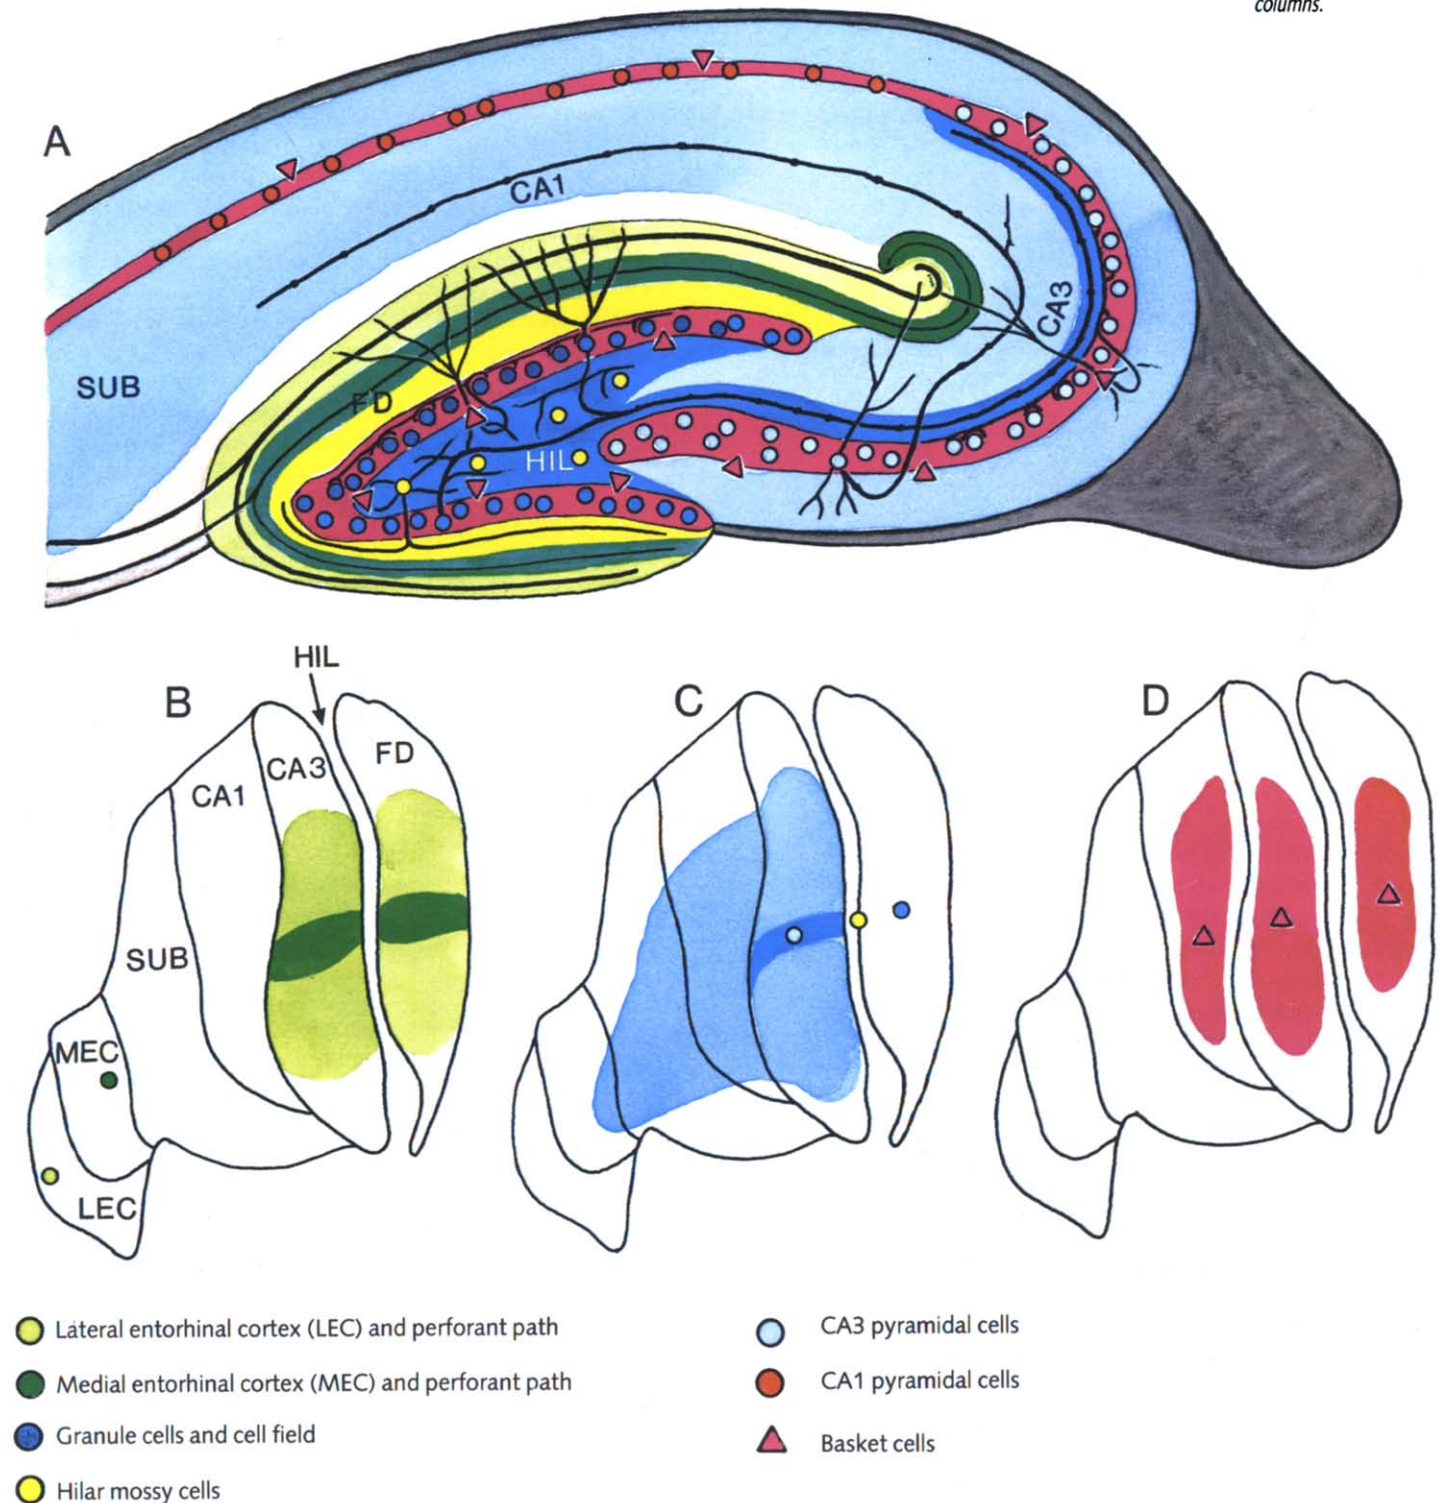 columns.
A
CA1
CA3
SUB
FD
HIL
HIL
B
C
D
CA3
FD
CA1
SUB
MEC
LEC
Lateral entorhinal cortex (LEC) and perforant path
CA3 pyramidal cells
Medial entorhinal cortex (MEC) and perforant path
CA1 pyramidal cells
Granule cells and cell field
Basket cells
Hilar mossy cells